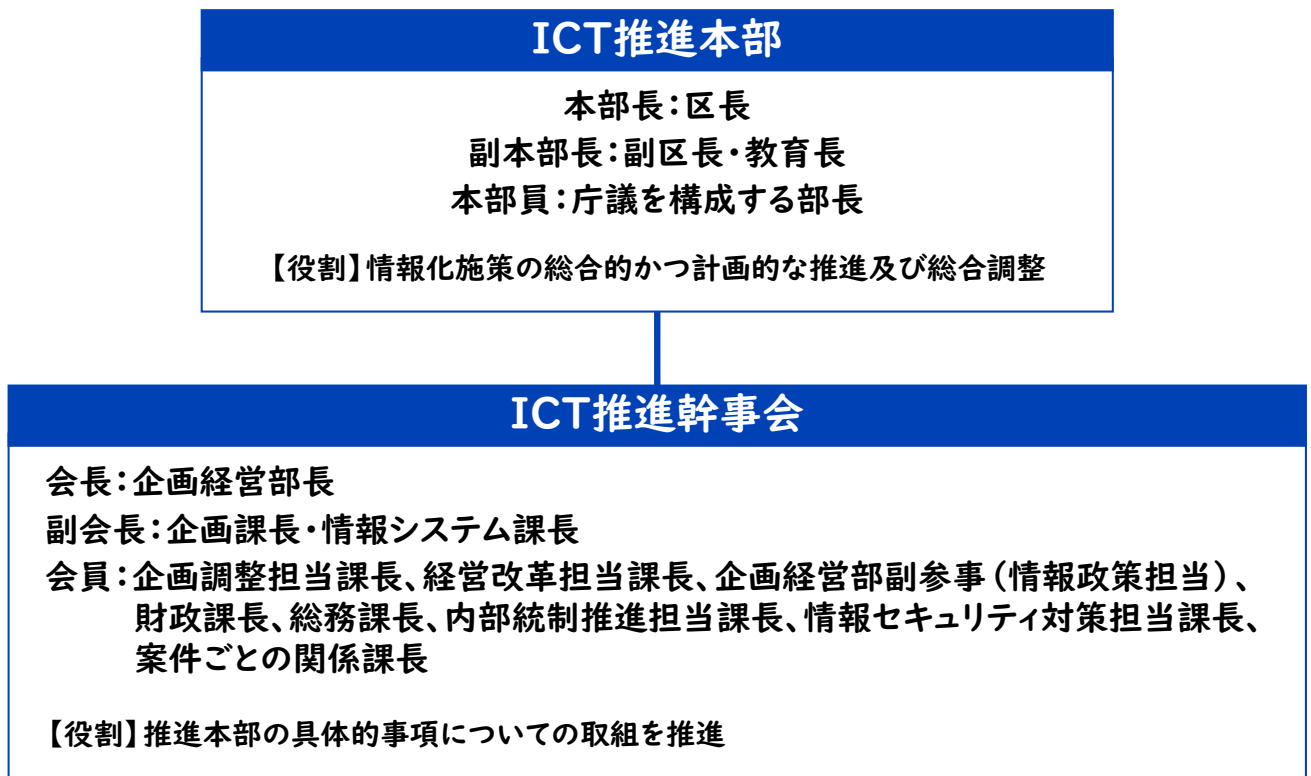 ICT推進本部
本部長：区長
副本部長：副区長・教育長
本部員：庁議を構成する部長
【役割】情報化施策の総合的かつ計画的な推進及び総合調整
ICT推進幹事会
会長：企画経営部長
副会長：企画課長・情報システム課長
会員：企画調整担当課長、経営改革担当課長、企画経営部副参事（情報政策担当）、
財政課長、総務課長、内部統制推進担当課長、情報セキュリティ対策担当課長、
案件ごとの関係課長
【役割】推進本部の具体的事項についての取組を推進